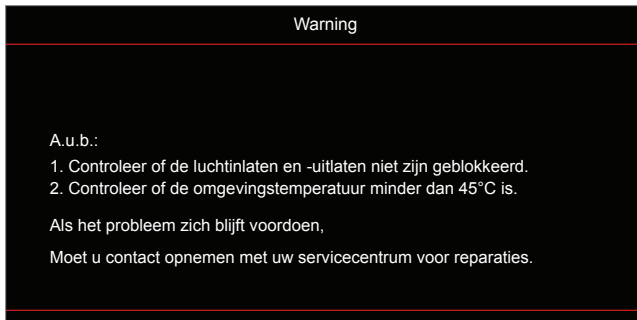 Warning
A.u.b.:
1. Controleer of de luchtinlaten en -uitlaten niet zijn geblokkeerd.
2. Controleer of de omgevingstemperatuur minder dan 45°C is.
Als het probleem zich blijft voordoen,
Moet u contact opnemen met uw servicecentrum voor reparaties.